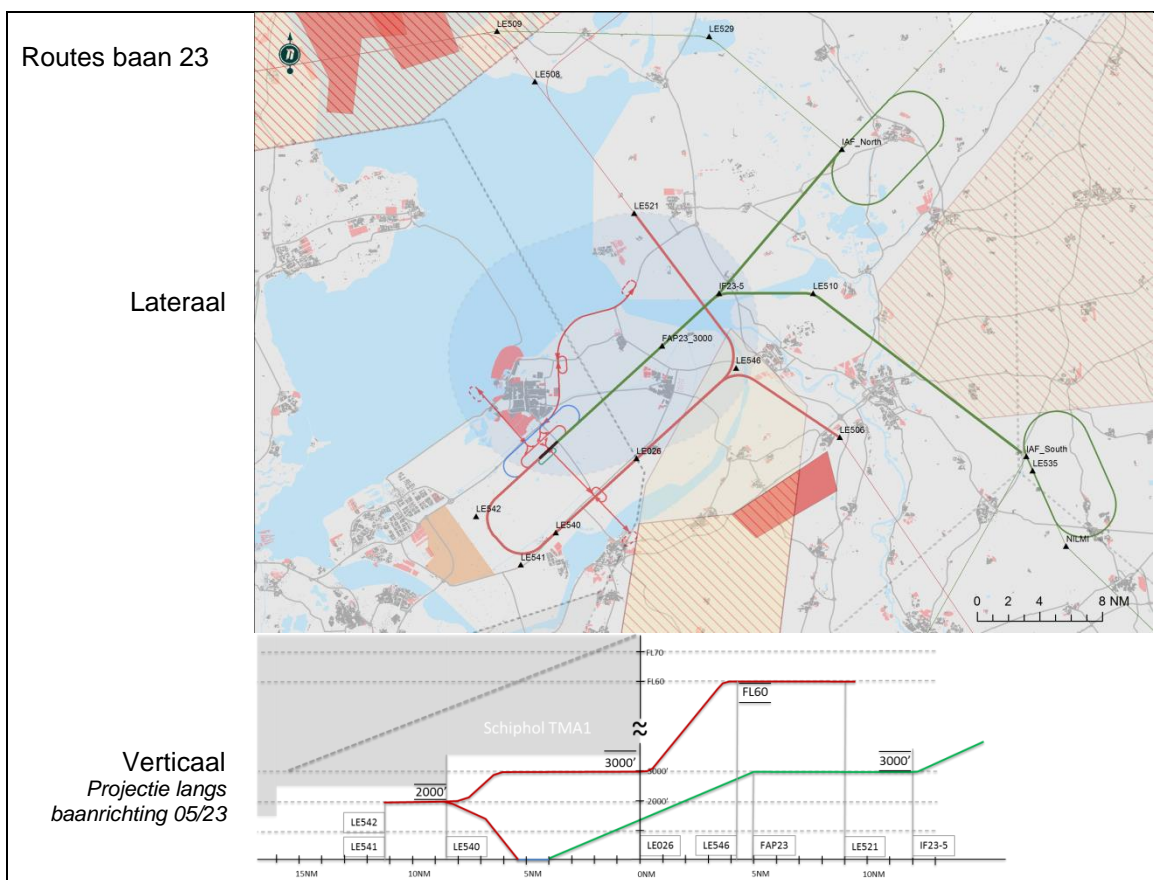 Routes baan 23
n
LE509
LE529
LE508
IAF_North
LE521
IF23-5
LE510
FAP23_3000
LE546
LE506
LE026
IAF_South
LE535
LE542
LE540
NILMI
LE541
0 2 4 8 NM
Lateraal
FL70
FL60
FL60
Schiphol TMA1
3000'
3000'
3000'
2000'
2000'
Verticaal
Projectie langs
baanrichting 05/23
LE542
LE541 LE540 LE026 LE546 FAP23 LE521 IF23-5
15NM 10NM 5NM 0NM 5NM 10NM